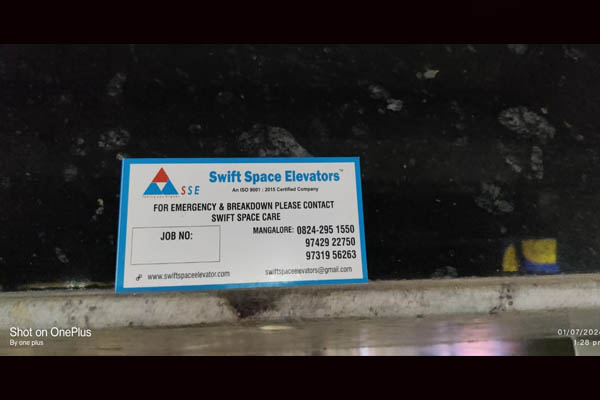 Swift Space Elevators™
SSE
An ISO 9001 : 2015 Certified Company
FOR EMERGENCY & BREAKDOWN PLEASE CONTACT
SWIFT SPACE CARE
JOB NO:
MANGALORE: 0824-295 1550
97429 22750
97319 56263
www.swiftspaceelevator.com
swiftspaceelevators@gmail.com
Shot on OnePlus
By one plus
01/07/2024
1:28 pm